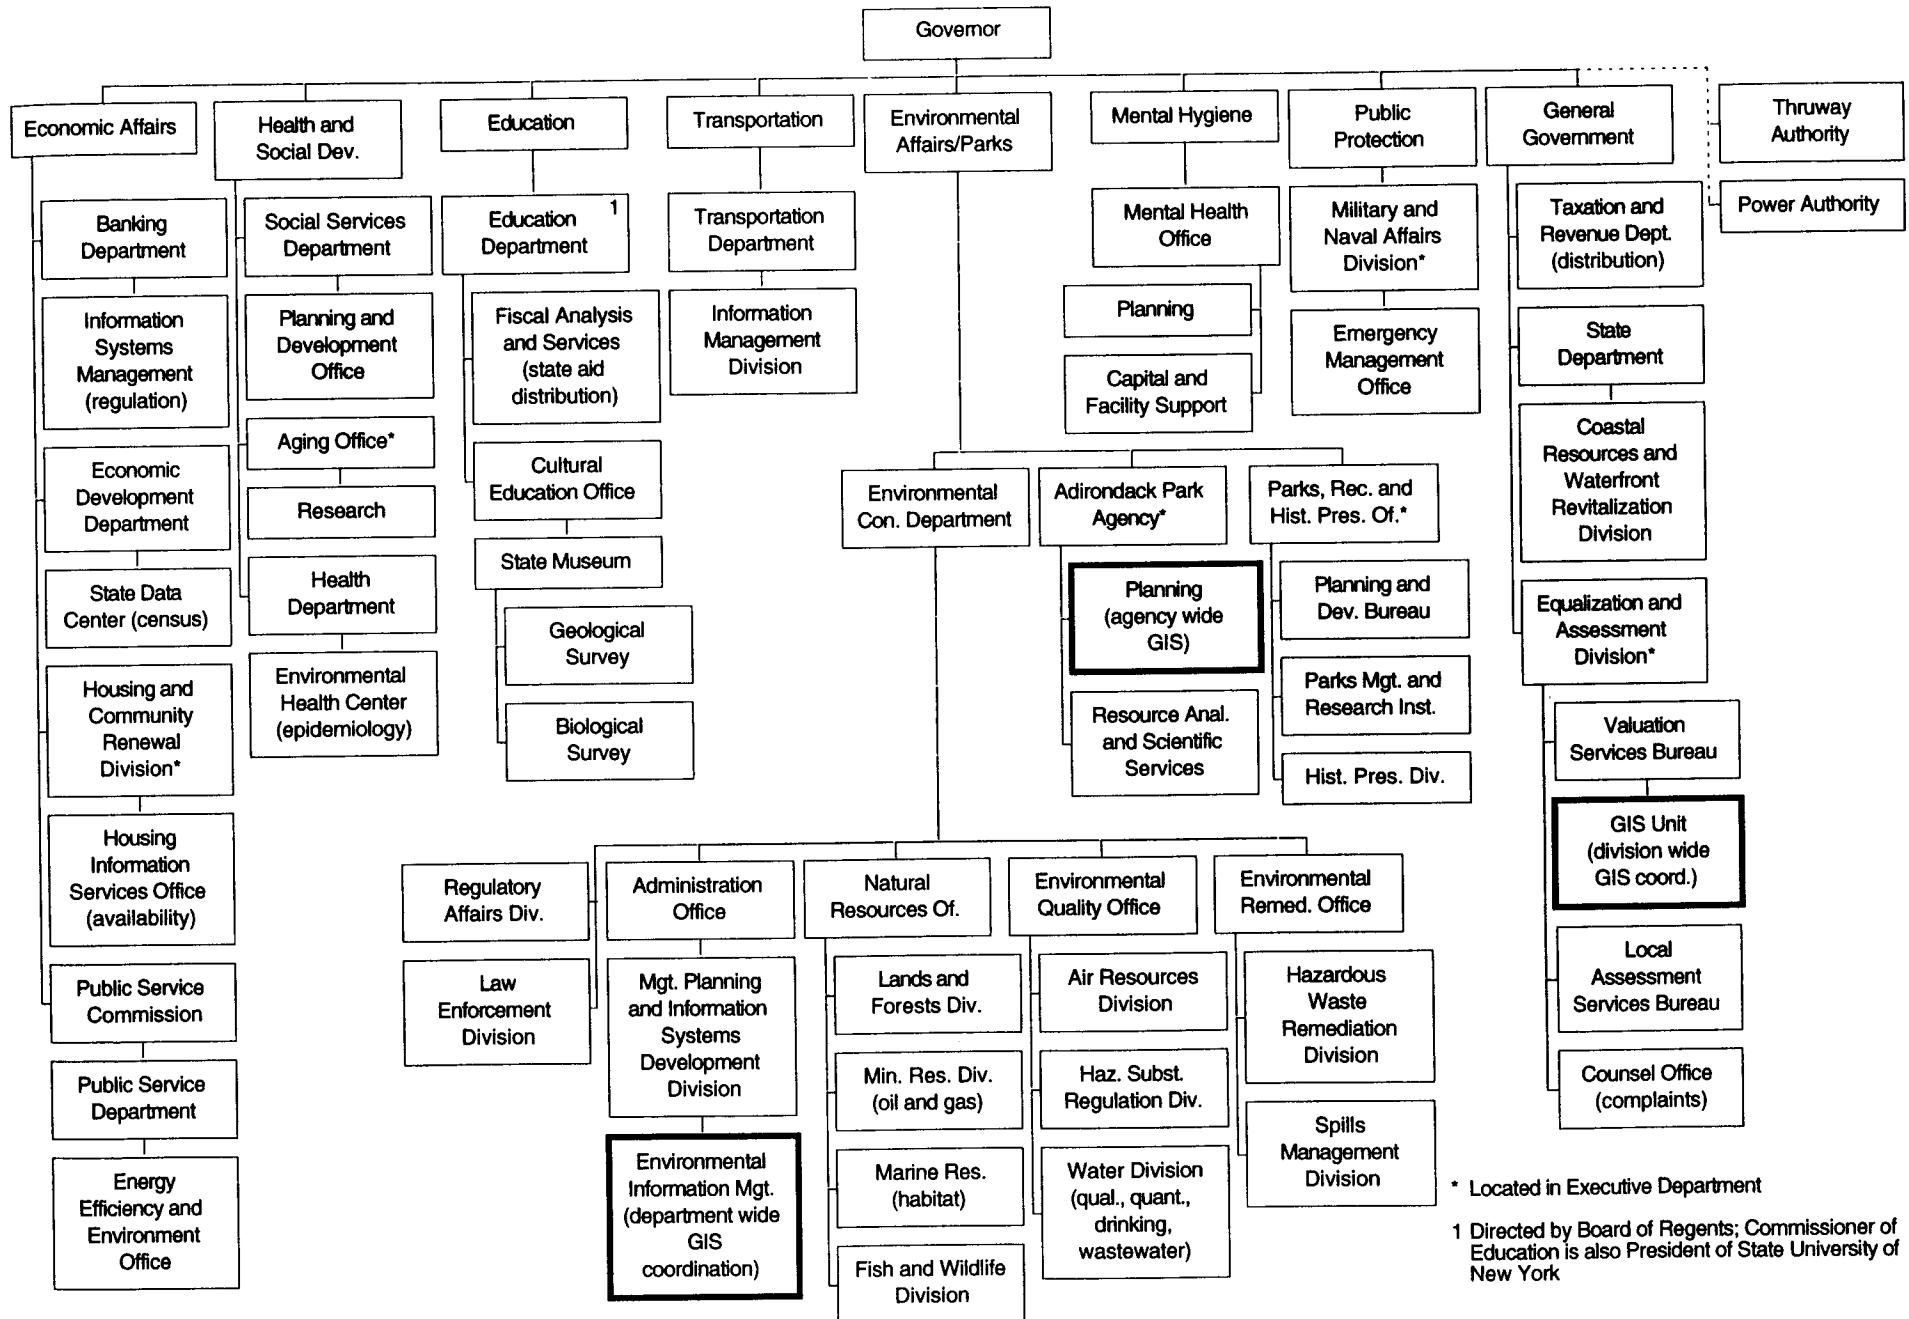 Governor
Economic Affairs
Health and
Social Dev.
Education
Transportation
Environmental
Affairs/Parks
Mental Hygiene
Public
Protection
General
Government
Thruway
Authority
Power Authority
Banking
Department
Information
Systems
Management
(regulation)
Economic
Development
Department
State Data
Center (census)
Housing and
Community
Renewal
Division*
Housing
Information
Services Office
(availability)
Public Service
Commission
Public Service
Department
Energy
Efficiency and
Environment
Office
Social Services
Department
Planning and
Development
Office
Aging Office*
Research
Health
Department
Environmental
Health Center
(epidemiology)
Education 1
Department
Fiscal Analysis
and Services
(state aid
distribution)
Cultural
Education Office
State Museum
Geological
Survey
Biological
Survey
Transportation
Department
Information
Management
Division
Mental Health
Office
Planning
Capital and
Facility Support
Military and
Naval Affairs
Division*
Emergency
Management
Office
Taxation and
Revenue Dept.
(distribution)
State
Department
Coastal
Resources and
Waterfront
Revitalization
Division
Equalization and
Assessment
Division*
Valuation
Services Bureau
GIS Unit
(division wide
GIS coord.)
Local
Assessment
Services Bureau
Counsel Office
(complaints)
Environmental
Con. Department
Adirondack Park
Agency*
Planning
(agency wide
GIS)
Resource Anal.
and Scientific
Services
Parks, Rec. and
Hist. Pres. Of.*
Planning and
Dev. Bureau
Parks Mgt. and
Research Inst.
Hist. Pres. Div.
Regulatory
Affairs Div.
Law
Enforcement
Division
Administration
Office
Mgt. Planning
and Information
Systems
Development
Division
Environmental
Information Mgt.
(department wide
GIS
coordination)
Natural
Resources Of.
Lands and
Forests Div.
Min. Res. Div.
(oil and gas)
Marine Res.
(habitat)
Fish and Wildlife
Division
Environmental
Quality Office
Air Resources
Division
Haz. Subst.
Regulation Div.
Water Division
(qual., quant.,
drinking,
wastewater)
Environmental
Remed. Office
Hazardous
Waste
Remediation
Division
Spills
Management
Division
* Located in Executive Department
1 Directed by Board of Regents; Commissioner of
Education is also President of State University of
New York